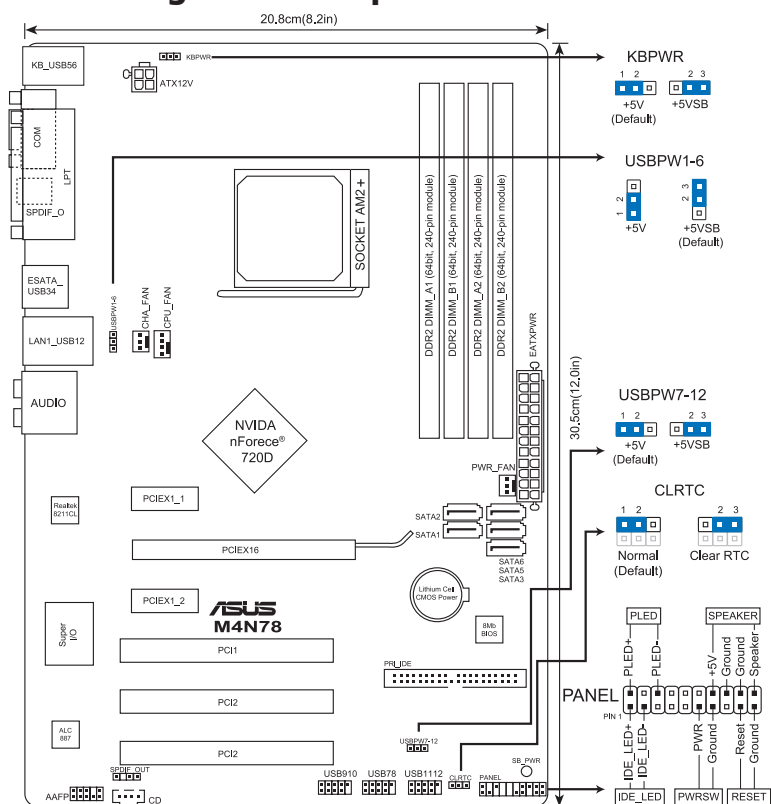 20.8cm(8.2in)
KB_USB56
KBPWR
ATX12V
COM
LPT
SPDIF_O
SOCKET AM2+
DDR2 DIMM_A1 (64bit, 240-pin module)
DDR2 DIMM_B1 (64bit, 240-pin module)
DDR2 DIMM_A2 (64bit, 240-pin module)
DDR2 DIMM_B2 (64bit, 240-pin module)
ESATA_
USB34
USBPW1-6
CHA_FAN
CPU_FAN
LAN1_USB12
AUDIO
EATXPWR
30.5cm(12.0in)
NVIDA
nForece®
720D
PWR_FAN
Realtek
8211CL
PCIEX1_1
SATA2
SATA1
PCIEX16
SATA6
SATA5
SATA3
Lithium Cell
CMOS Power
PCIEX1_2
ASUS
M4N78
Super
I/O
8Mb
BIOS
PCI1
PRI_IDE
PCI2
ALC
887
PCI2
USBPW7-12
SPDIF_OUT
SB_PWR
AAFP
CD
USB910
USB78
USB1112
CLRTC
PANEL
KBPWR
1 2
2 3
+5V
(Default)
+5VSB
USBPW1-6
1 2
2 3
+5V
+5VSB
(Default)
USBPW7-12
1 2
2 3
+5V
(Default)
+5VSB
CLRTC
1 2
2 3
Normal
(Default)
Clear RTC
PLED
SPEAKER
PLED+
PLED-
+5V
Ground
Ground
Speaker
PANEL
PIN 1
IDE_LED+
IDE_LED-
PWR
Ground
Reset
Ground
IDE_LED
PWRSW
RESET